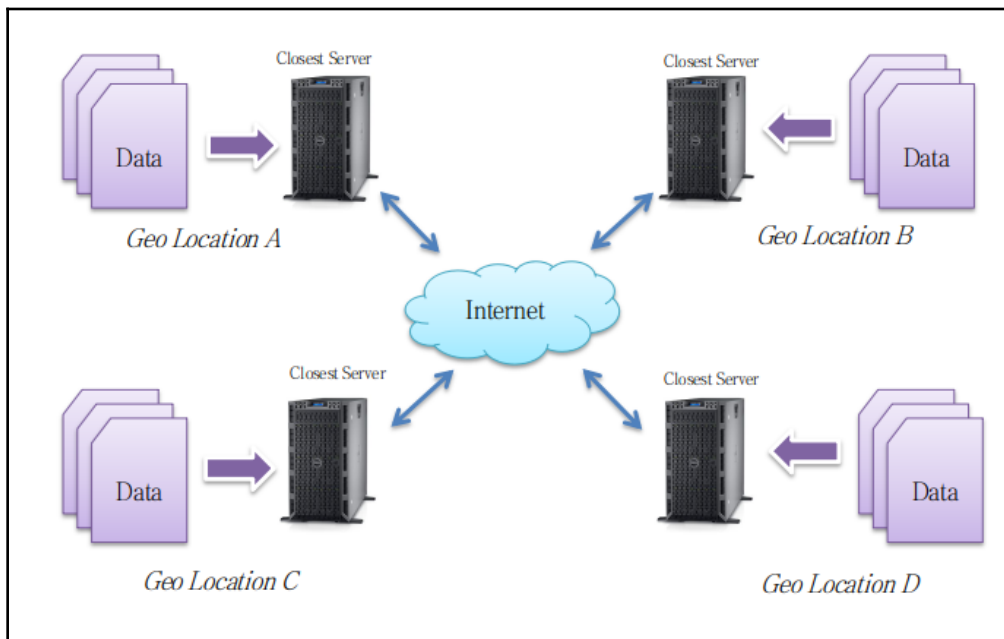 Closest Server
Closest Server
Data
Data
Geo Location A
Geo Location B
Internet
Closest Server
Closest Server
Data
Data
Geo Location C
Geo Location D